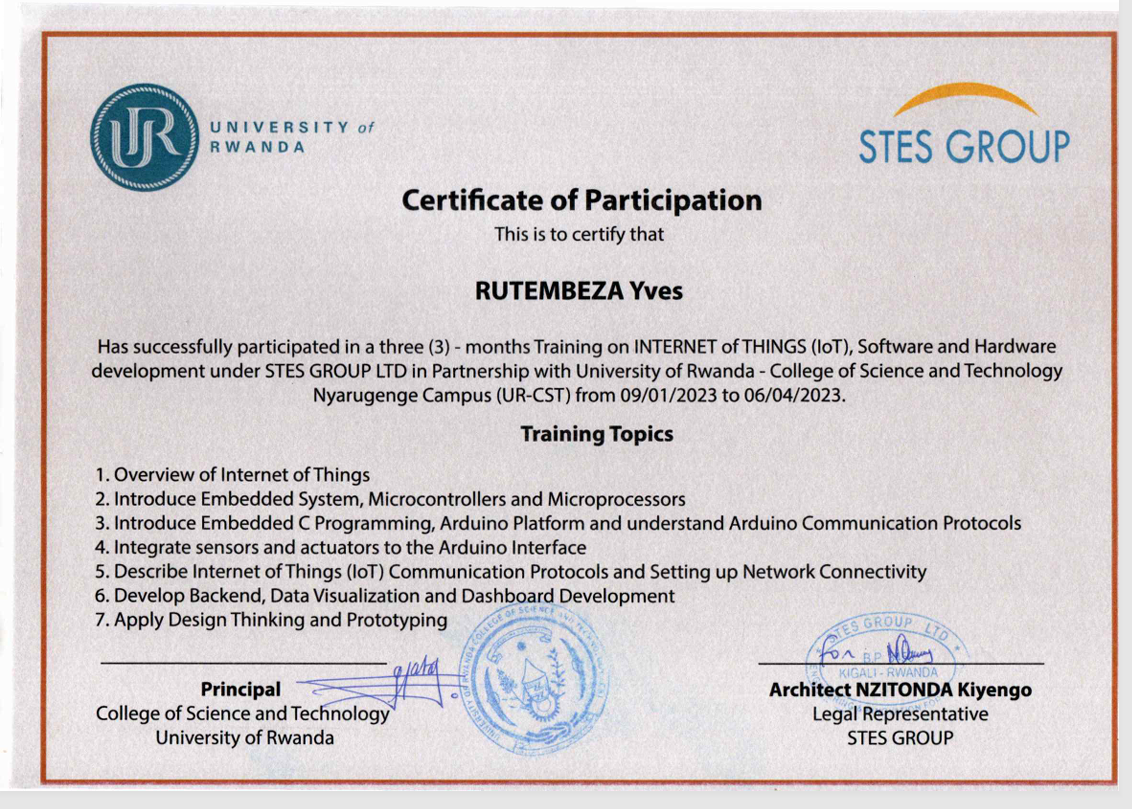 UNIVERSITY of
RWANDA
STES GROUP
Certificate of Participation
This is to certify that
RUTEMBEZA Yves
Has successfully participated in a three (3) - months Training on INTERNET of THINGS (IoT), Software and Hardware
development under STES GROUP LTD in Partnership with University of Rwanda - College of Science and Technology
Nyarugenge Campus (UR-CST) from 09/01/2023 to 06/04/2023.
Training Topics
1. Overview of Internet of Things
2. Introduce Embedded System, Microcontrollers and Microprocessors
3. Introduce Embedded C Programming, Arduino Platform and understand Arduino Communication Protocols
4. Integrate sensors and actuators to the Arduino Interface
5. Describe Internet of Things (IoT) Communication Protocols and Setting up Network Connectivity
6. Develop Backend, Data Visualization and Dashboard Development
7. Apply Design Thinking and Prototyping
STES GROUP LTD
for
B.P
KIGALI - RWANDA
Principal
College of Science and Technology
University of Rwanda
Architect NZITONDA Kiyengo
Legal Representative
STES GROUP